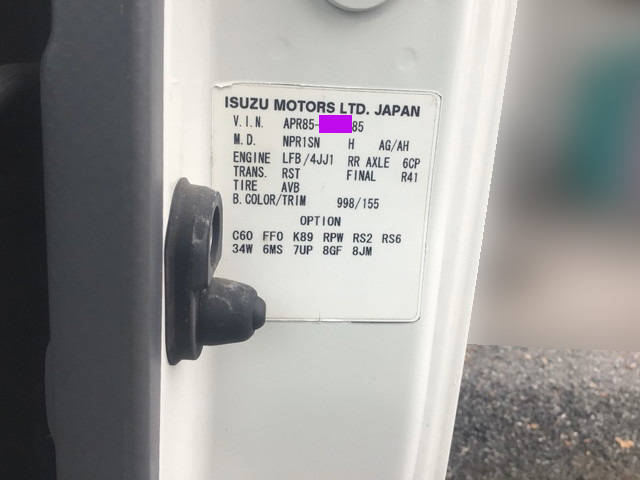 ISUZU MOTORS LTD. JAPAN
V.I.N. APR85- 85
M.D. NPR1SN H AG/AH
ENGINE LFB/4JJ1 RR AXLE 6CP
TRANS. RST FINAL R41
TIRE AVB
B.COLOR/TRIM 998/155
OPTION
C60 FF0 K89 RPW RS2 RS6
34W 6MS 7UP 8GF 8JM